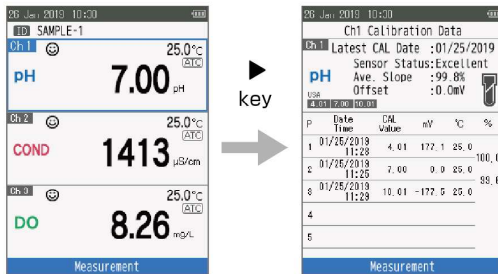 26 Jan 2019 10:30
ID SAMPLE-1
Ch 1 25.0°C
ATC
pH 7.00 pH
Ch 2 25.0°C
ATC
COND 1413 µS/cm
Ch 3 25.0°C
ATC
DO 8.26 mg/L
Measurement
key
26 Jan 2019 10:30
Ch1 Calibration Data
Ch 1 Latest CAL Date :01/25/2019
Sensor Status:Excellent
pH Ave. Slope :99.8%
USA Offset :0.0mV
4.01 7.00 10.01
P Date Time CAL Value mV °C %
1 01/25/2019 11:28 4.01 177.1 25.0
100.0
2 01/25/2019 11:25 7.00 0.0 25.0
3 01/25/2019 11:29 10.01 -177.5 25.0
4
5
Measurement